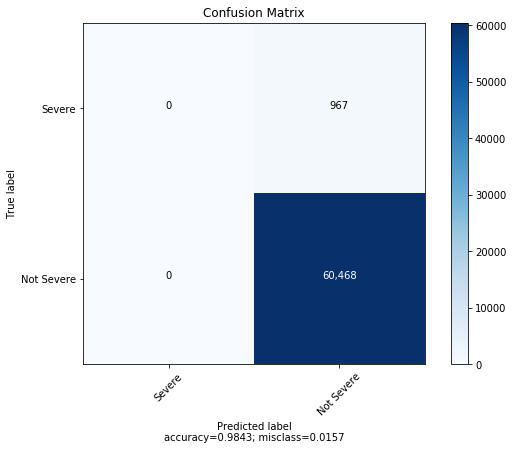 Confusion Matrix
60000
50000
40000
30000
20000
10000
0
True label
Severe
0
967
Not Severe
0
60,468
Severe
Not Severe
Predicted label
accuracy=0.9843; misclass=0.0157